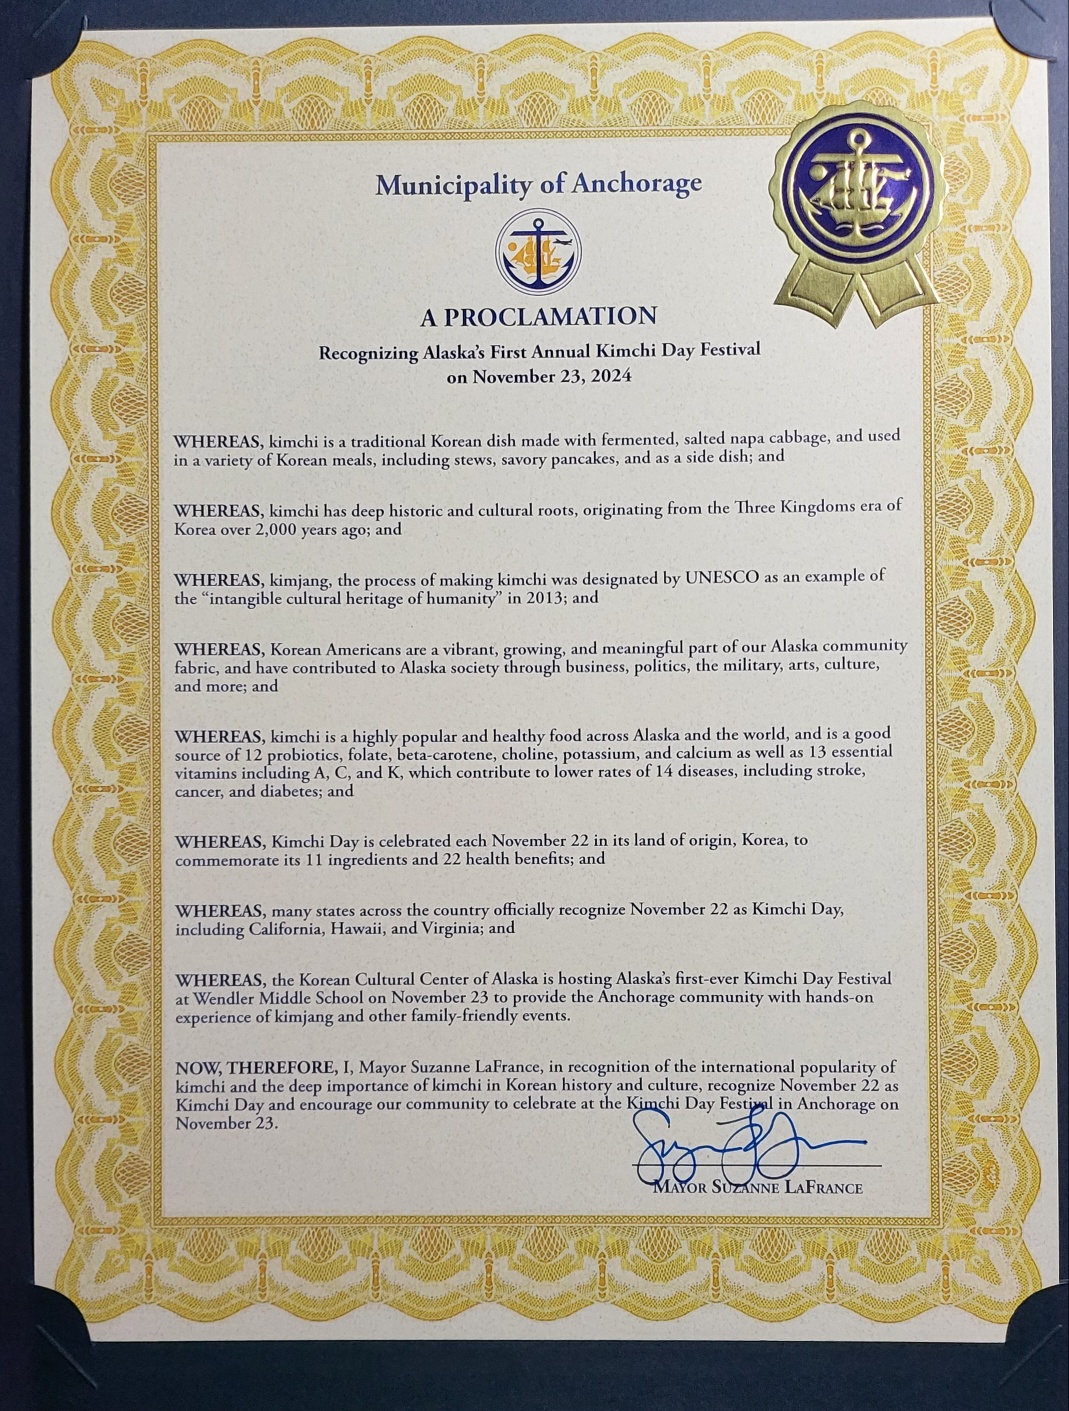 Municipality of Anchorage
A PROCLAMATION
Recognizing Alaska's First Annual Kimchi Day Festival
on November 23, 2024
WHEREAS, kimchi is a traditional Korean dish made with fermented, salted napa cabbage, and used
in a variety of Korean meals, including stews, savory pancakes, and as a side dish; and
WHEREAS, kimchi has deep historic and cultural roots, originating from the Three Kingdoms era of
Korea over 2,000 years ago; and
WHEREAS, kimjang, the process of making kimchi was designated by UNESCO as an example of
the “intangible cultural heritage of humanity” in 2013; and
WHEREAS, Korean Americans are a vibrant, growing, and meaningful part of our Alaska community
fabric, and have contributed to Alaska society through business, politics, the military, arts, culture,
and more; and
WHEREAS, kimchi is a highly popular and healthy food across Alaska and the world, and is a good
source of 12 probiotics, folate, beta-carotene, choline, potassium, and calcium as well as 13 essential
vitamins including A, C, and K, which contribute to lower rates of 14 diseases, including stroke,
cancer, and diabetes; and
WHEREAS, Kimchi Day is celebrated each November 22 in its land of origin, Korea, to
commemorate its 11 ingredients and 22 health benefits; and
WHEREAS, many states across the country officially recognize November 22 as Kimchi Day,
including California, Hawaii, and Virginia; and
WHEREAS, the Korean Cultural Center of Alaska is hosting Alaska's first-ever Kimchi Day Festival
at Wendler Middle School on November 23 to provide the Anchorage community with hands-on
experience of kimjang and other family-friendly events.
NOW, THEREFORE, I, Mayor Suzanne LaFrance, in recognition of the international popularity of
kimchi and the deep importance of kimchi in Korean history and culture, recognize November 22 as
Kimchi Day and encourage our community to celebrate at the Kimchi Day Festival in Anchorage on
November 23.
MAYOR SUZANNE LAFRANCE